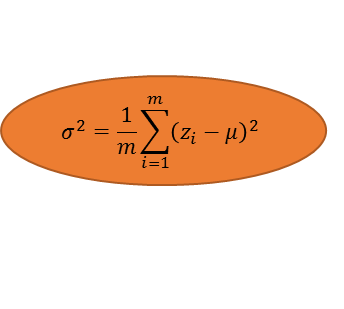 σ² = 1/m ∑_{i=1}^{m} (z_i − μ)²